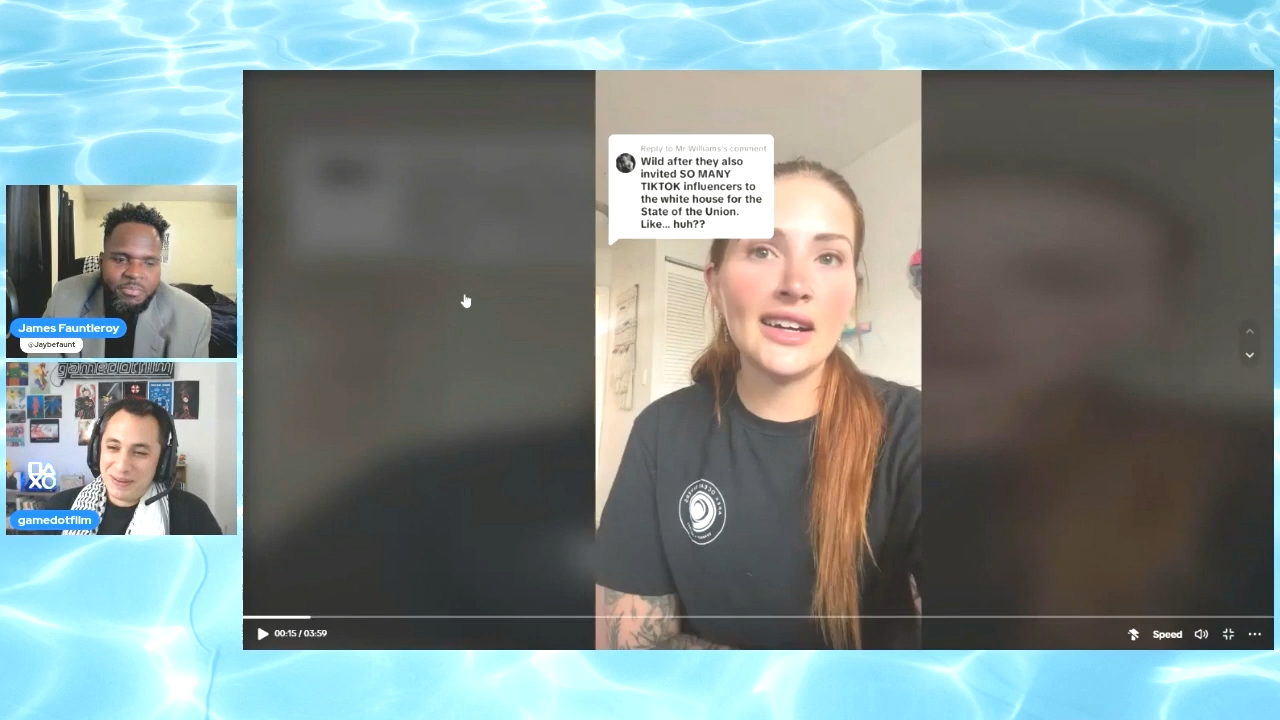 Reply to Mr Williams's comment
Wild after they also
invited SO MANY
TIKTOK influencers to
the white house for the
State of the Union.
Like... huh??
James Fauntleroy
@Jaybefaunt
gamedotfilm
gamedotfilm
00:15 / 03:59
Speed